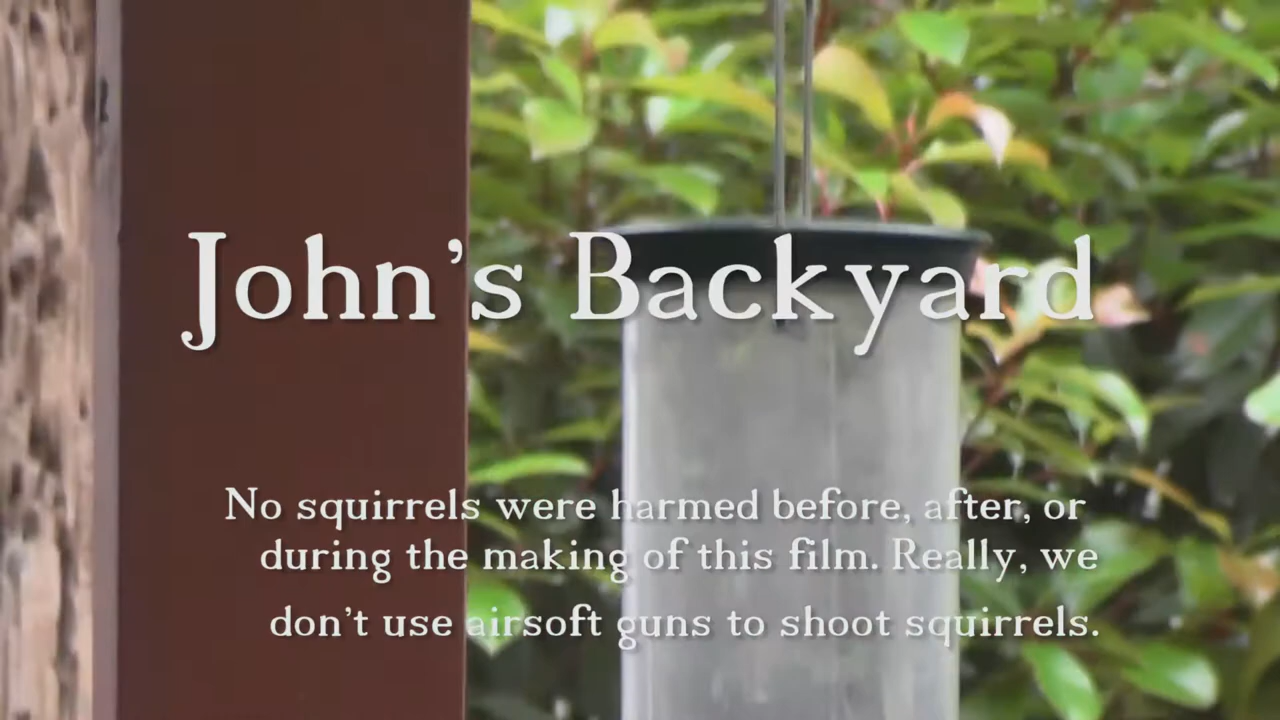 John’s Backyard
No squirrels were harmed before, after, or
during the making of this film. Really, we
don’t use airsoft guns to shoot squirrels.